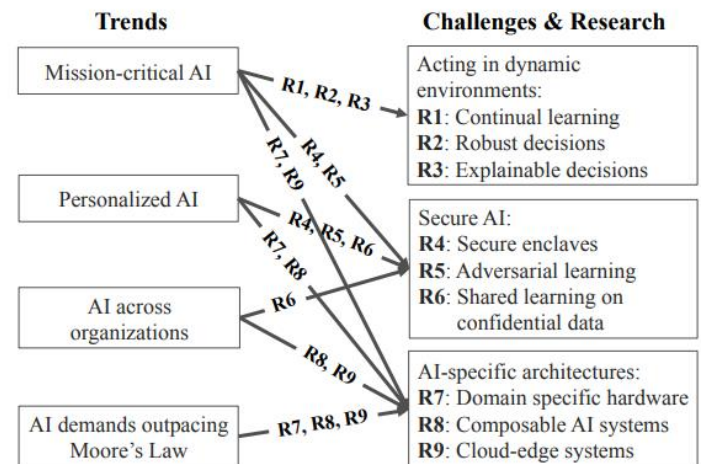 Trends
Challenges & Research
Mission-critical AI
Personalized AI
AI across
organizations
AI demands outpacing
Moore's Law
R1, R2, R3
R4, R5
R7, R9
R4, R5, R6
R7, R8
R6
R8, R9
R7, R8, R9
Acting in dynamic
environments:
R1: Continual learning
R2: Robust decisions
R3: Explainable decisions
Secure AI:
R4: Secure enclaves
R5: Adversarial learning
R6: Shared learning on
confidential data
AI-specific architectures:
R7: Domain specific hardware
R8: Composable AI systems
R9: Cloud-edge systems